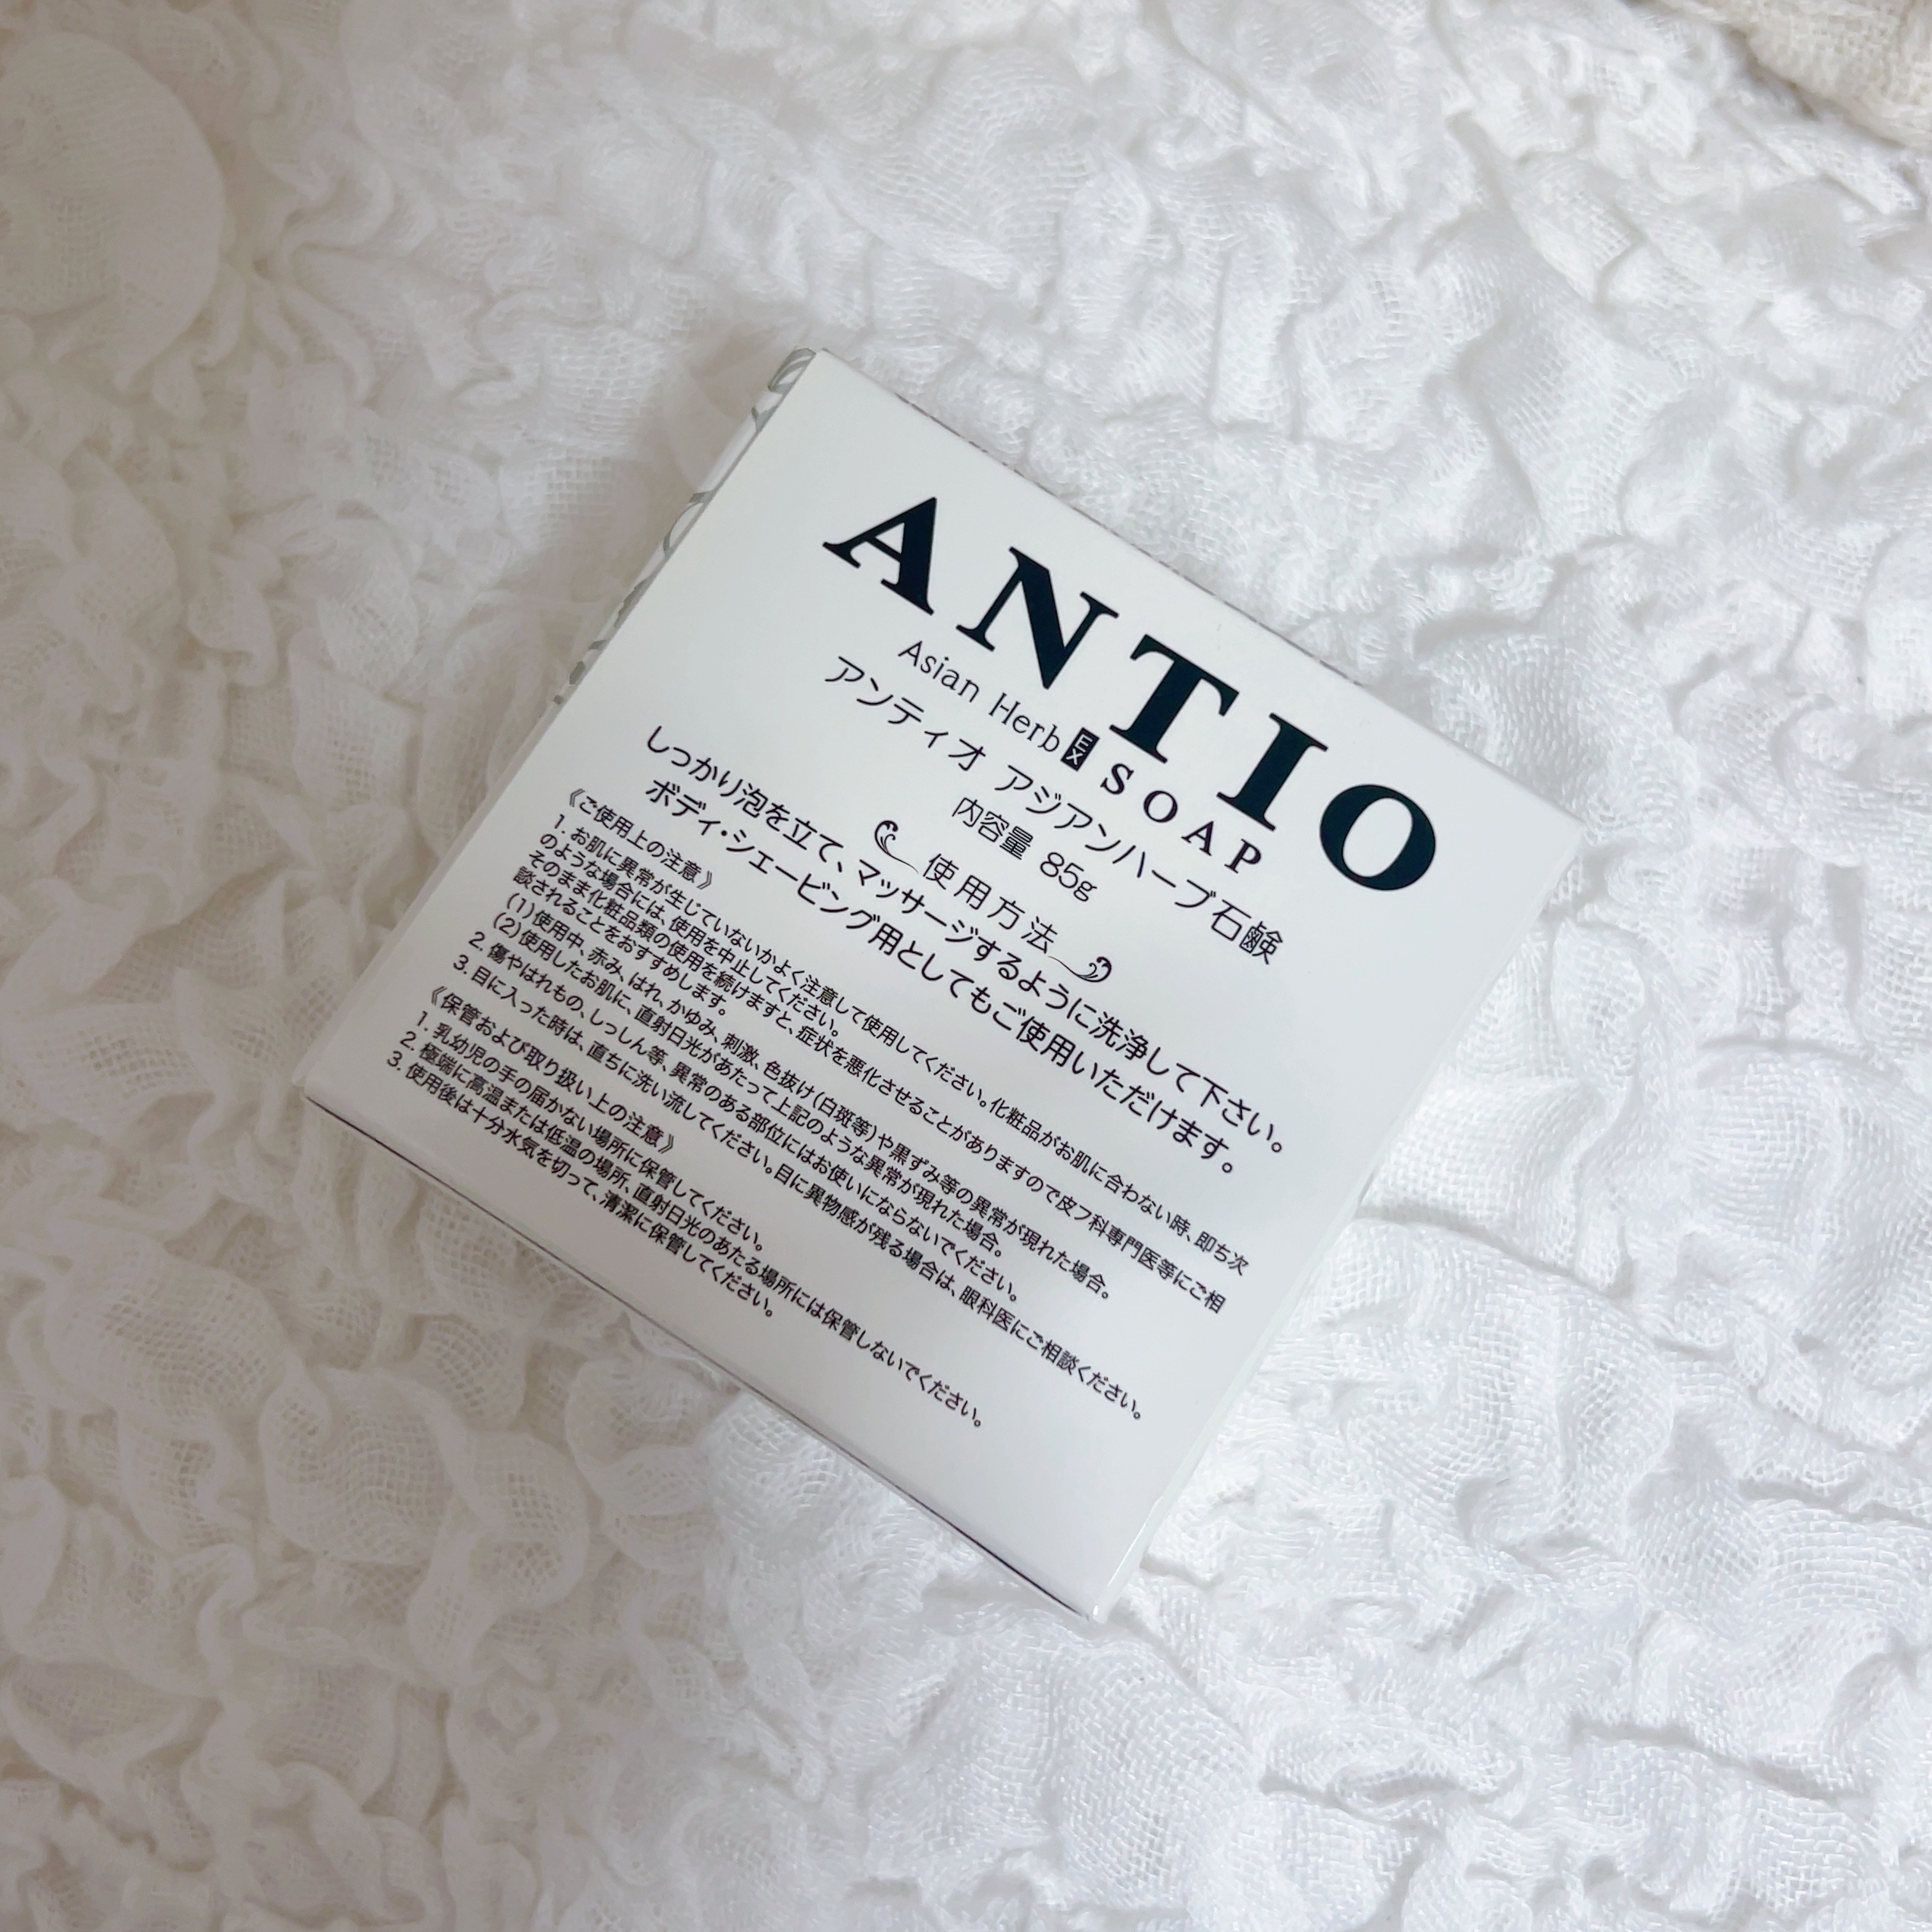 ANTIO
Asian Herb EX SOAP
アンティオ アジアンハーブ石鹸
内容量 85g
使用方法
しっかり泡を立て、マッサージするように洗浄して下さい。
ボディ・シェービング用としてもご使用いただけます。
《ご使用上の注意》
1. お肌に異常が生じていないかよく注意して使用してください。化粧品がお肌に合わない時、即ち次
のような場合には、使用を中止してください。
そのまま化粧品類の使用を続けますと、症状を悪化させることがありますので皮フ科専門医等にご相
談されることをおすすめします。
(1)使用中、赤み、はれ、かゆみ、刺激、色抜け(白斑等)や黒ずみ等の異常が現れた場合。
(2)使用したお肌に、直射日光があたって上記のような異常が現れた場合。
2. 傷やはれもの、しっしん等、異常のある部位にはお使いにならないでください。
3. 目に入った時は、直ちに洗い流してください。目に異物感が残る場合は、眼科医にご相談ください。
《保管および取り扱い上の注意》
1. 乳幼児の手の届かない場所に保管してください。
2. 極端に高温または低温の場所、直射日光のあたる場所には保管しないでください。
3. 使用後は十分水気を切って、清潔に保管してください。